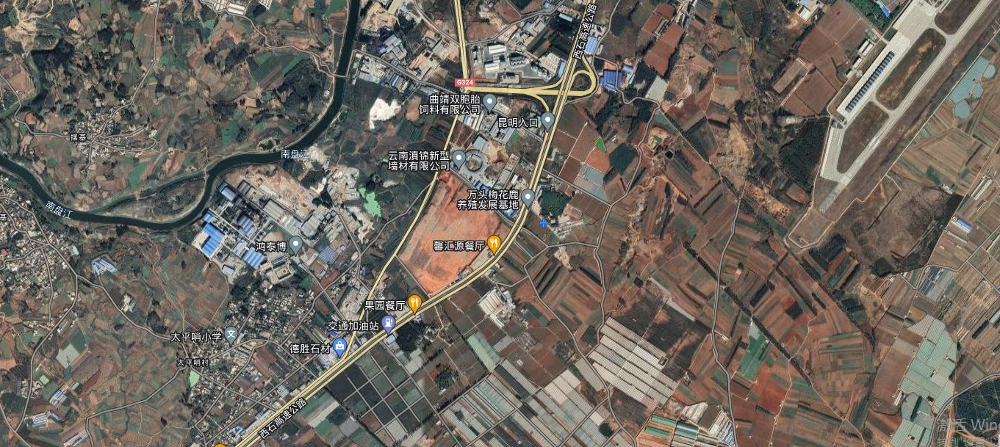 西石高速公路
G324
曲靖双胞胎
饲料有限公司
昆明入口
摆基
南盘江
云南滇锦新型
墙材有限公司
万头梅花鹿
养殖发展基地
南盘江
基
鸿泰博
馨汇源餐厅
果园餐厅
交通加油站
太平哨小学
文
德胜石材
太平哨村
西石高速公路
激活 Win